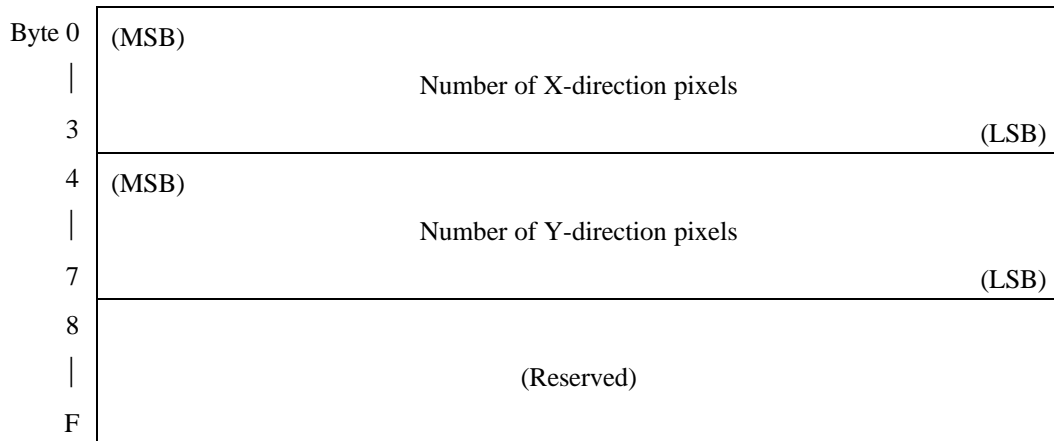 Byte 0 (MSB)
| Number of X-direction pixels
3 (LSB)
4 (MSB)
| Number of Y-direction pixels
7 (LSB)
8
| (Reserved)
F